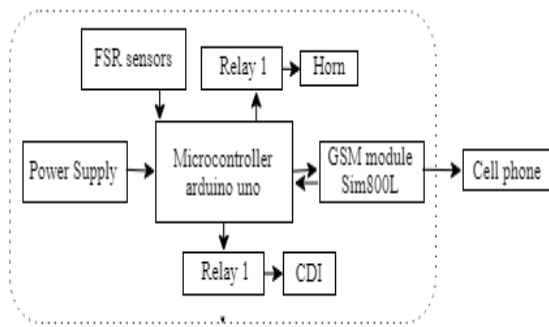 FSR sensors
Relay 1
Horn
Power Supply
Microcontroller
arduino uno
GSM module
Sim800L
Cell phone
Relay 1
CDI